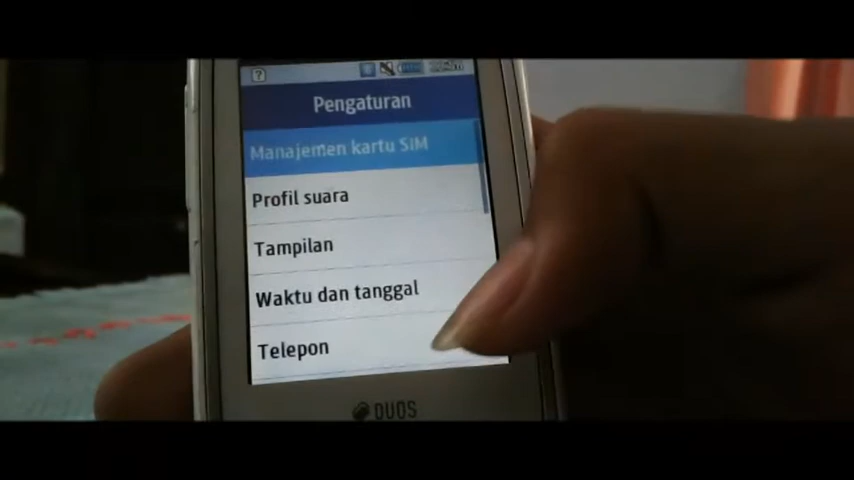 ?
Pengaturan
Manajemen kartu SIM
Profil suara
Tampilan
Waktu dan tanggal
Telepon
DUOS